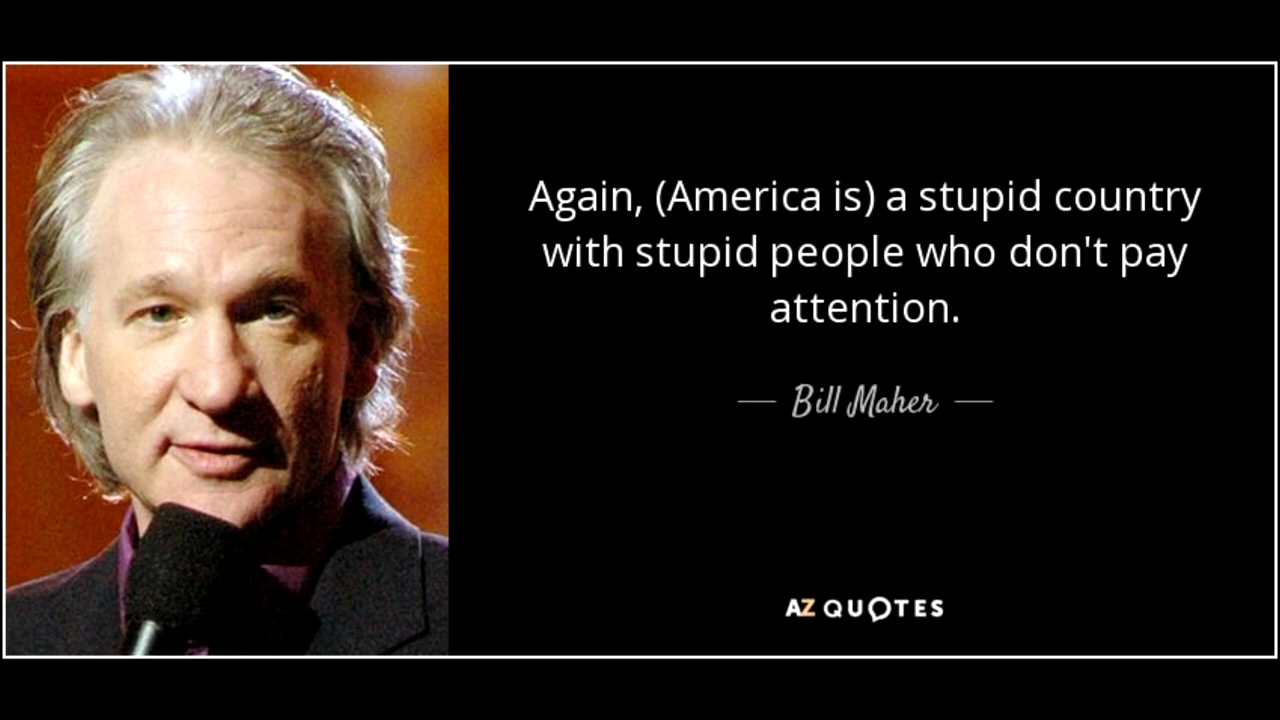 Again, (America is) a stupid country
with stupid people who don't pay
attention.
Bill Maher
AZ QUOTES